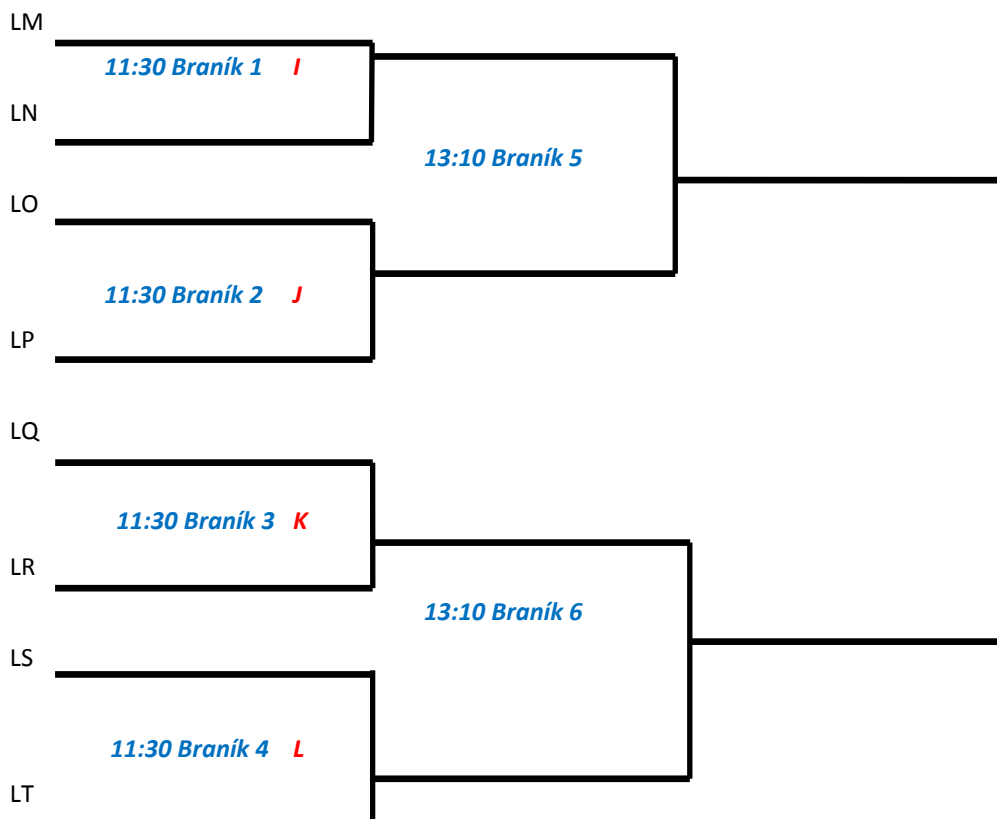 LM
11:30 Braník 1 I
LN
13:10 Braník 5
LO
11:30 Braník 2 J
LP
LQ
11:30 Braník 3 K
LR
13:10 Braník 6
LS
11:30 Braník 4 L
LT